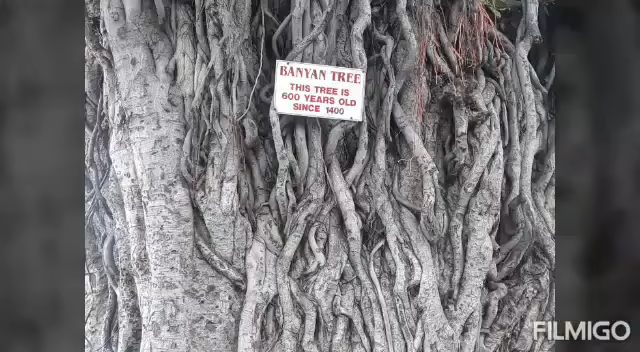 BANYAN TREE
THIS TREE IS
600 YEARS OLD
SINCE 1400
FILMIGO